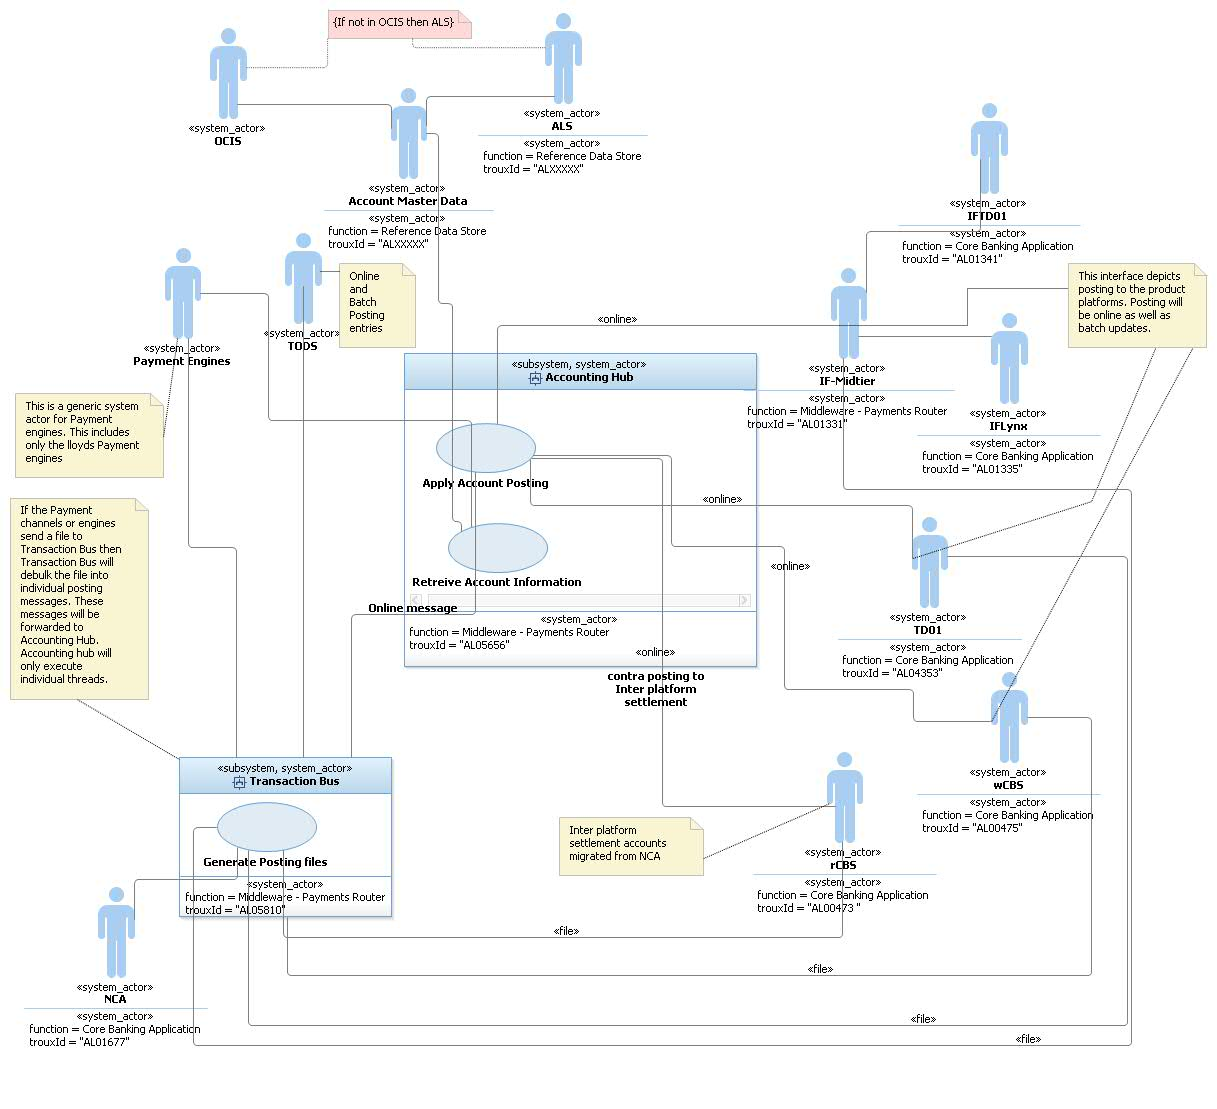 {If not in OCIS then ALS}
«system_actor»
OCIS
«system_actor»
ALS
«system_actor»
function = Reference Data Store
trouxId = "ALXXXXX"
«system_actor»
Account Master Data
«system_actor»
function = Reference Data Store
trouxId = "ALXXXXX"
«system_actor»
IFTD01
«system_actor»
function = Core Banking Application
trouxId = "AL01341"
«system_actor»
Payment Engines
«system_actor»
TODS
Online
and
Batch
Posting
entries
This interface depicts
posting to the product
platforms. Posting will
be online as well as
batch updates.
«online»
«system_actor»
IF-Midtier
«system_actor»
function = Middleware - Payments Router
trouxId = "AL01331"
«system_actor»
IFLynx
«system_actor»
function = Core Banking Application
trouxId = "AL01335"
This is a generic system
actor for Payment
engines. This includes
only the lloyds Payment
engines
«subsystem, system_actor»
Accounting Hub
Apply Account Posting
Retreive Account Information
«system_actor»
function = Middleware - Payments Router
trouxId = "AL05656"
Online message
«online»
«online»
«online»
contra posting to
Inter platform
settlement
If the Payment
channels or engines
send a file to
Transaction Bus then
Transaction Bus will
debulk the file into
individual posting
messages. These
messages will be
forwarded to
Accounting Hub.
Accounting hub will
only execute
individual threads.
«system_actor»
TD01
«system_actor»
function = Core Banking Application
trouxId = "AL04353"
«system_actor»
wCBS
«system_actor»
function = Core Banking Application
trouxId = "AL00475"
«subsystem, system_actor»
Transaction Bus
Generate Posting files
«system_actor»
function = Middleware - Payments Router
trouxId = "AL05810"
Inter platform
settlement accounts
migrated from NCA
«system_actor»
rCBS
«system_actor»
function = Core Banking Application
trouxId = "AL00473 "
«file»
«file»
«file»
«file»
«system_actor»
NCA
«system_actor»
function = Core Banking Application
trouxId = "AL01677"